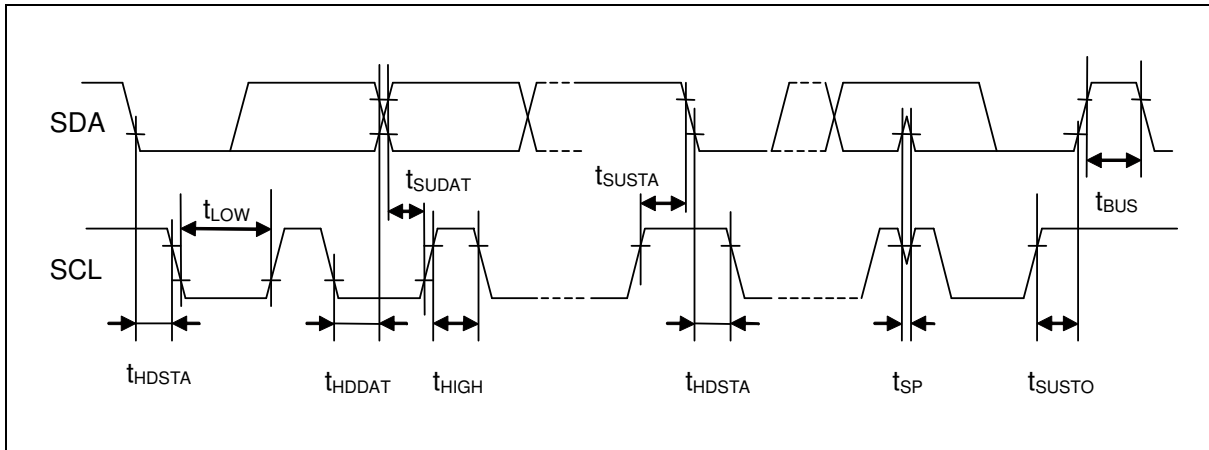 SDA
tSUDAT
tSUSTA
tLOW
tBUS
SCL
tHDSTA
tHDDAT
tHIGH
tHDSTA
tSP
tSUSTO